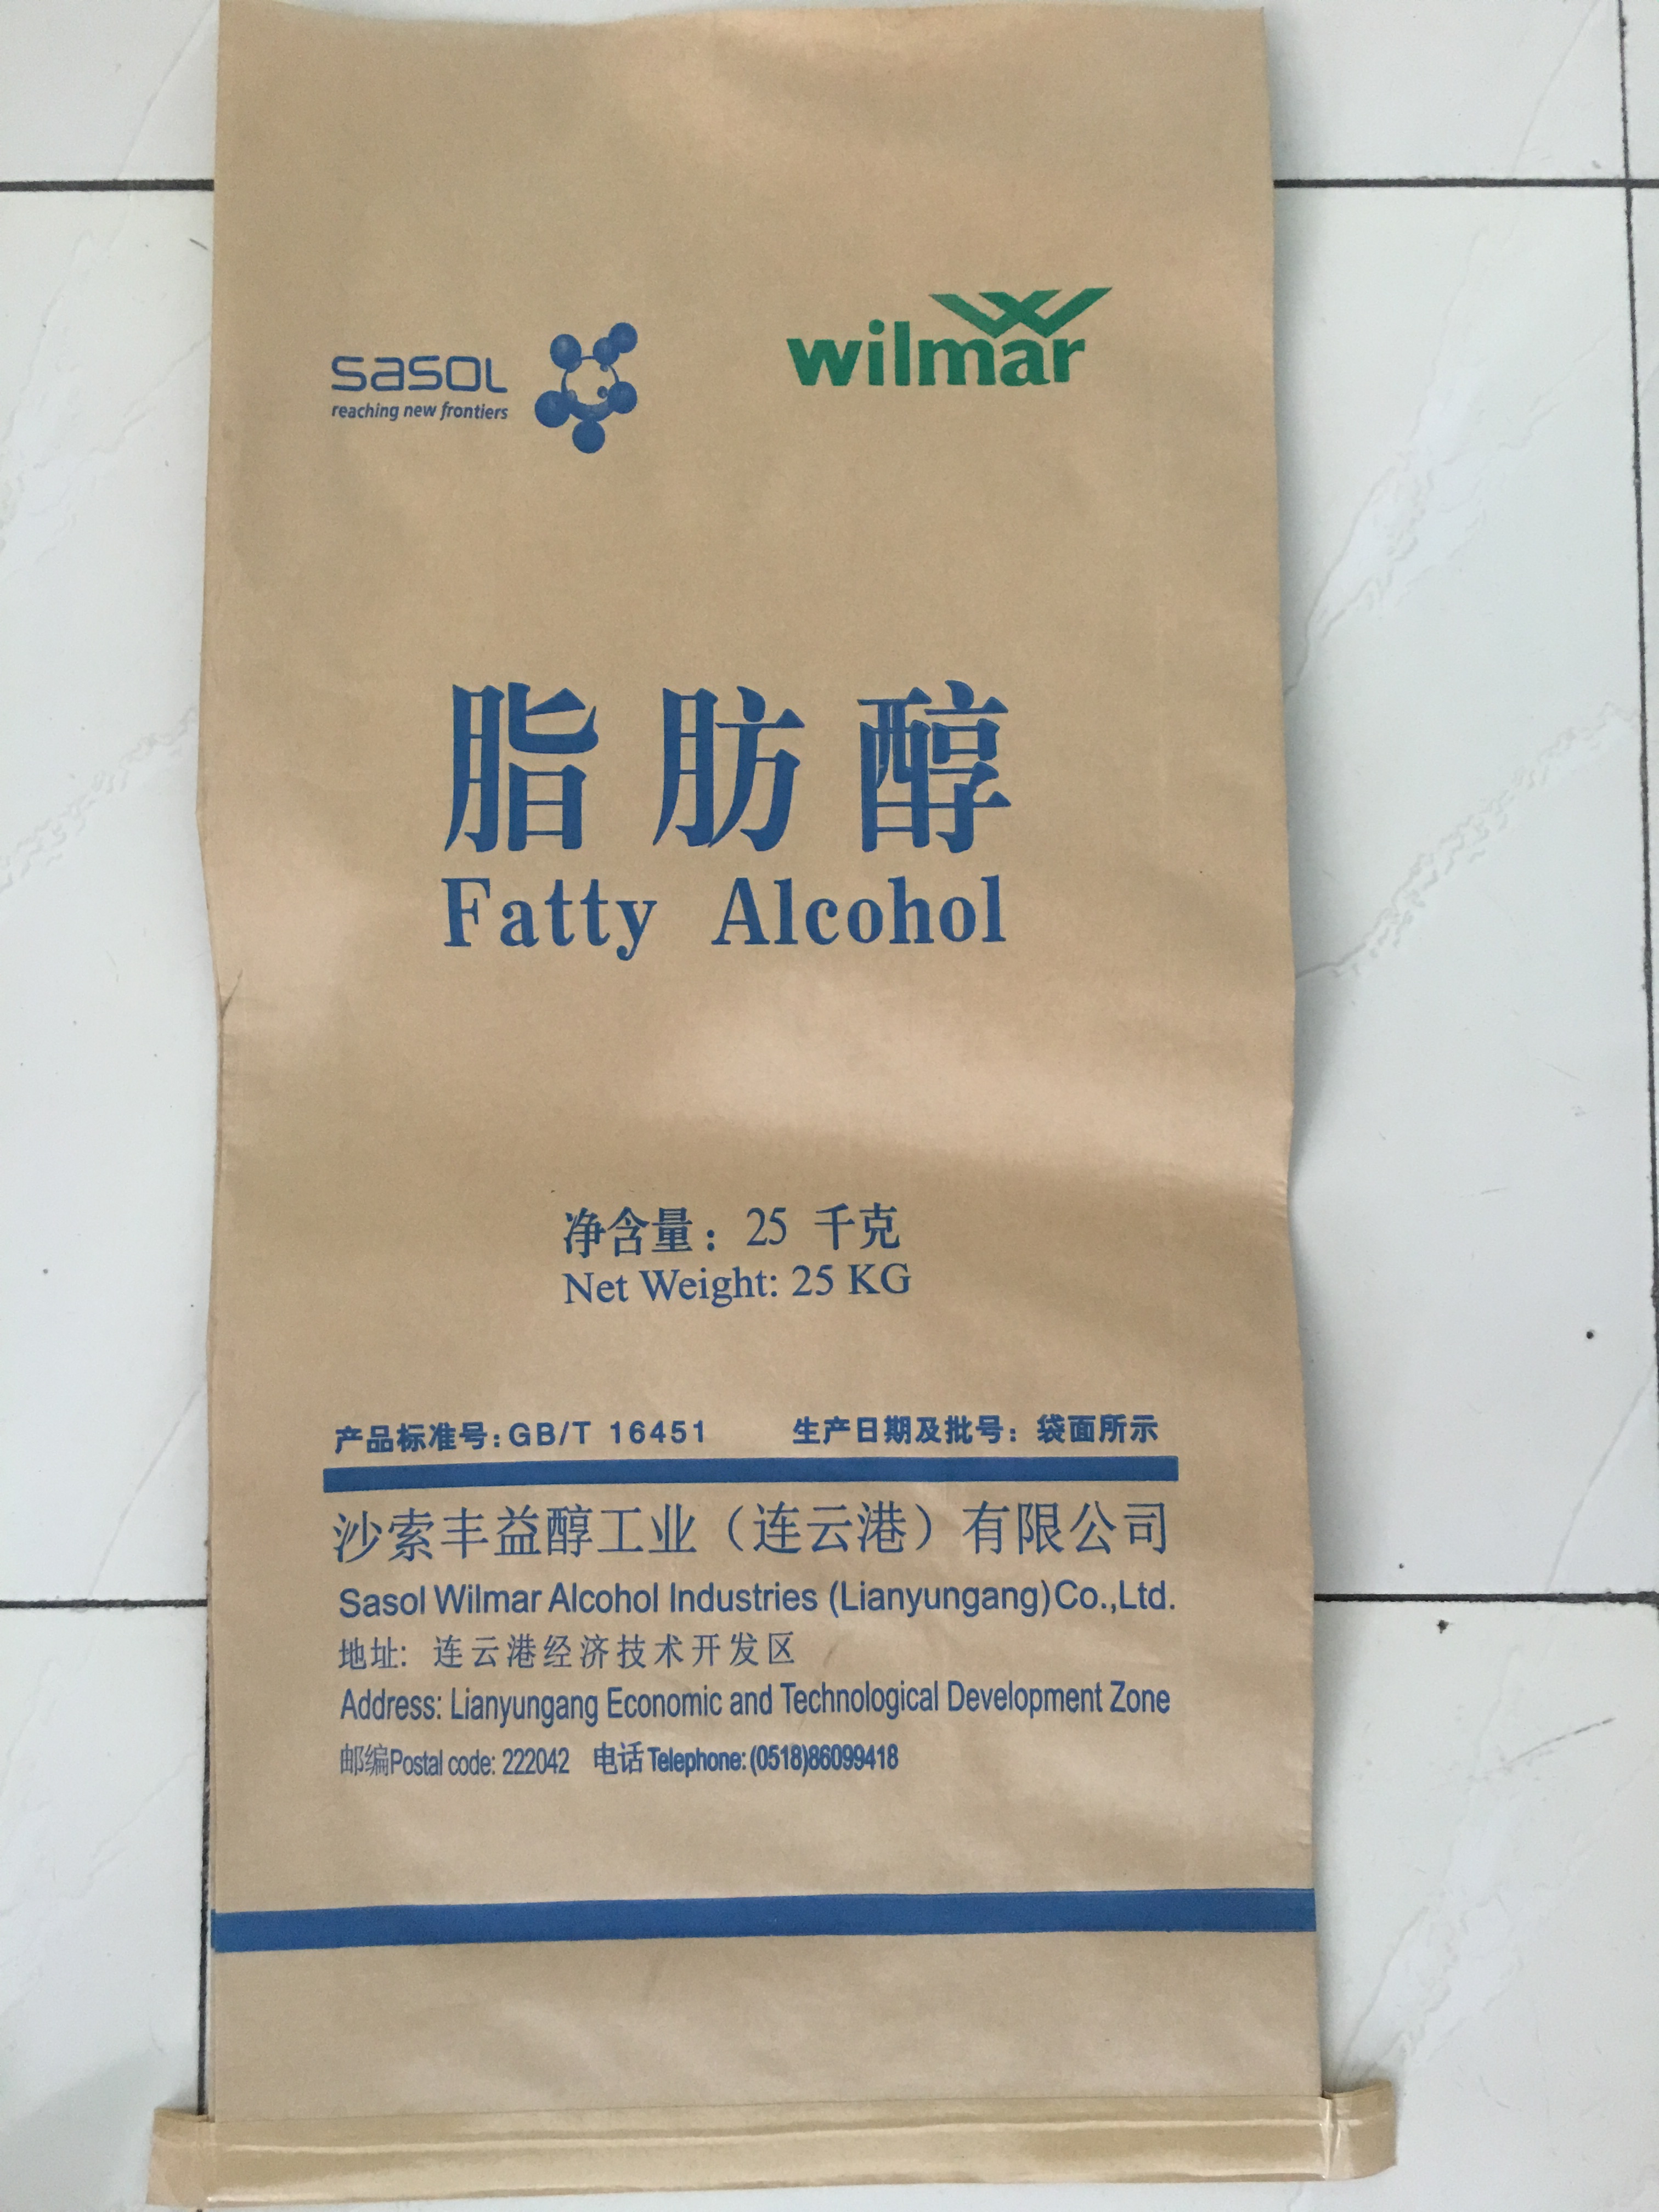 sasol
reaching new frontiers
wilmar
脂肪醇
Fatty Alcohol
净含量：25 千克
Net Weight: 25 KG
产品标准号：GB/T 16451 生产日期及批号：袋面所示
沙索丰益醇工业（连云港）有限公司
Sasol Wilmar Alcohol Industries (Lianyungang)Co.,Ltd.
地址: 连云港经济技术开发区
Address: Lianyungang Economic and Technological Development Zone
邮编Postal code: 222042 电话Telephone: (0518)86099418